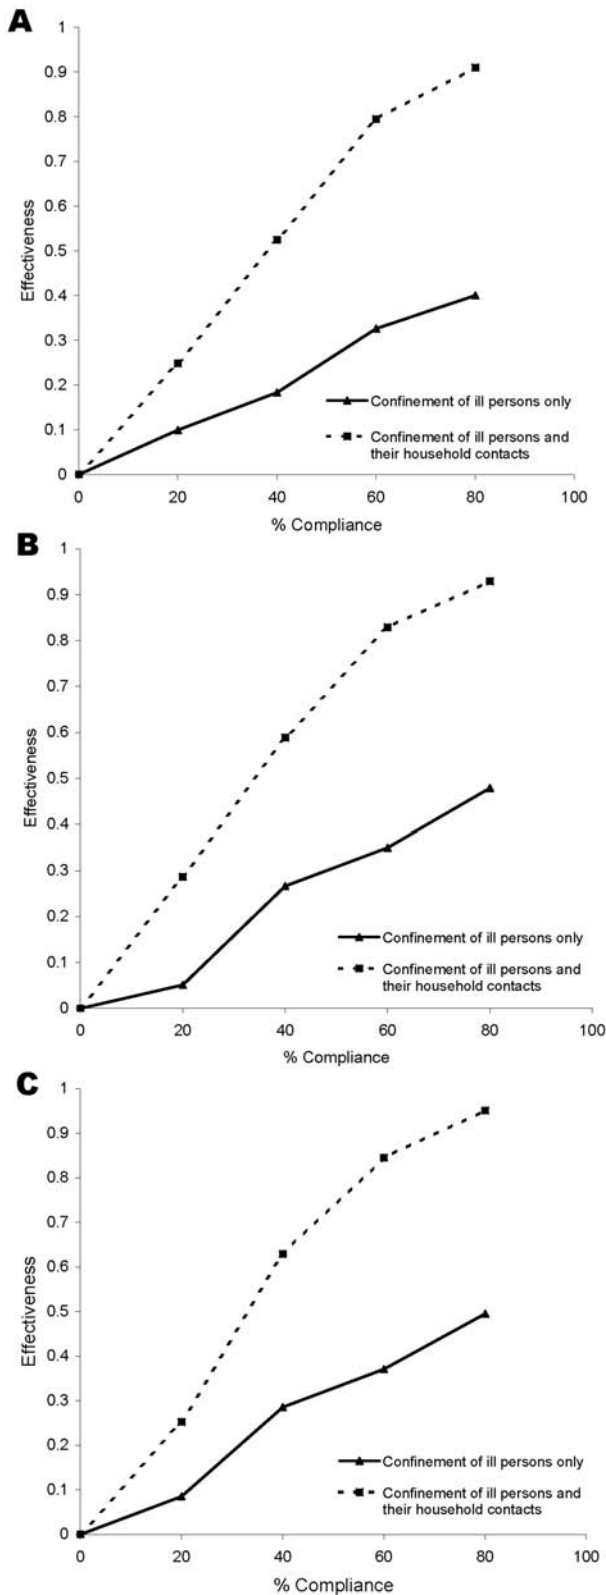 A
1
0.9
0.8
0.7
0.6
0.5
0.4
0.3
0.2
0.1
0
Effectiveness
Confinement of ill persons only
Confinement of ill persons and
their household contacts
0 20 40 60 80 100
% Compliance
B
1
0.9
0.8
0.7
0.6
0.5
0.4
0.3
0.2
0.1
0
Effectiveness
Confinement of ill persons only
Confinement of ill persons and
their household contacts
0 20 40 60 80 100
% Compliance
C
1
0.9
0.8
0.7
0.6
0.5
0.4
0.3
0.2
0.1
0
Effectiveness
Confinement of ill persons only
Confinement of ill persons and
their household contacts
0 20 40 60 80 100
% Compliance